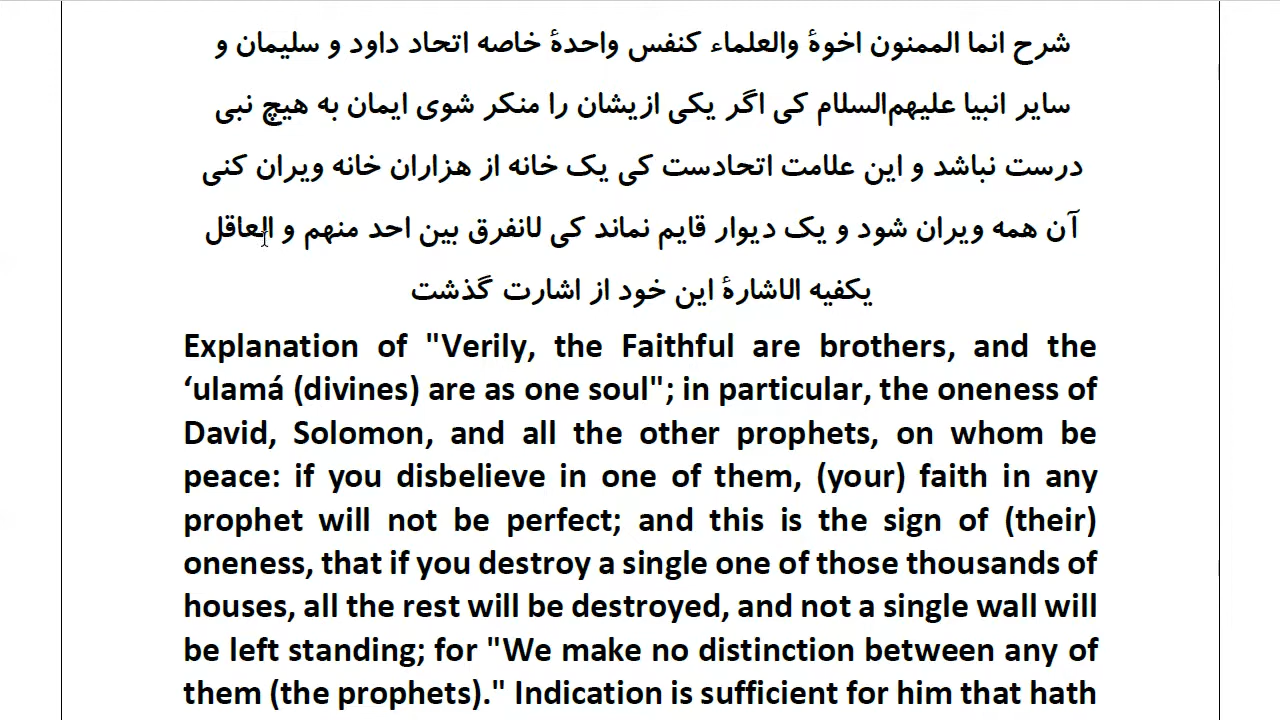 شرح انما الممنون اخوهٔ والعلماء کنفس واحدهٔ خاصه اتحاد داود و سلیمان و
سایر انبیا علیهم‌السلام کی اگر یکی ازیشان را منکر شوی ایمان به هیچ نبی
درست نباشد و این علامت اتحادست کی یک خانه از هزاران خانه ویران کنی
آن همه ویران شود و یک دیوار قایم نماند کی لانفرق بین احد منهم و العاقل
یکفیه الاشارهٔ این خود از اشارت گذشت
Explanation of "Verily, the Faithful are brothers, and the
‘ulamá (divines) are as one soul"; in particular, the oneness of
David, Solomon, and all the other prophets, on whom be
peace: if you disbelieve in one of them, (your) faith in any
prophet will not be perfect; and this is the sign of (their)
oneness, that if you destroy a single one of those thousands of
houses, all the rest will be destroyed, and not a single wall will
be left standing; for "We make no distinction between any of
them (the prophets)." Indication is sufficient for him that hath